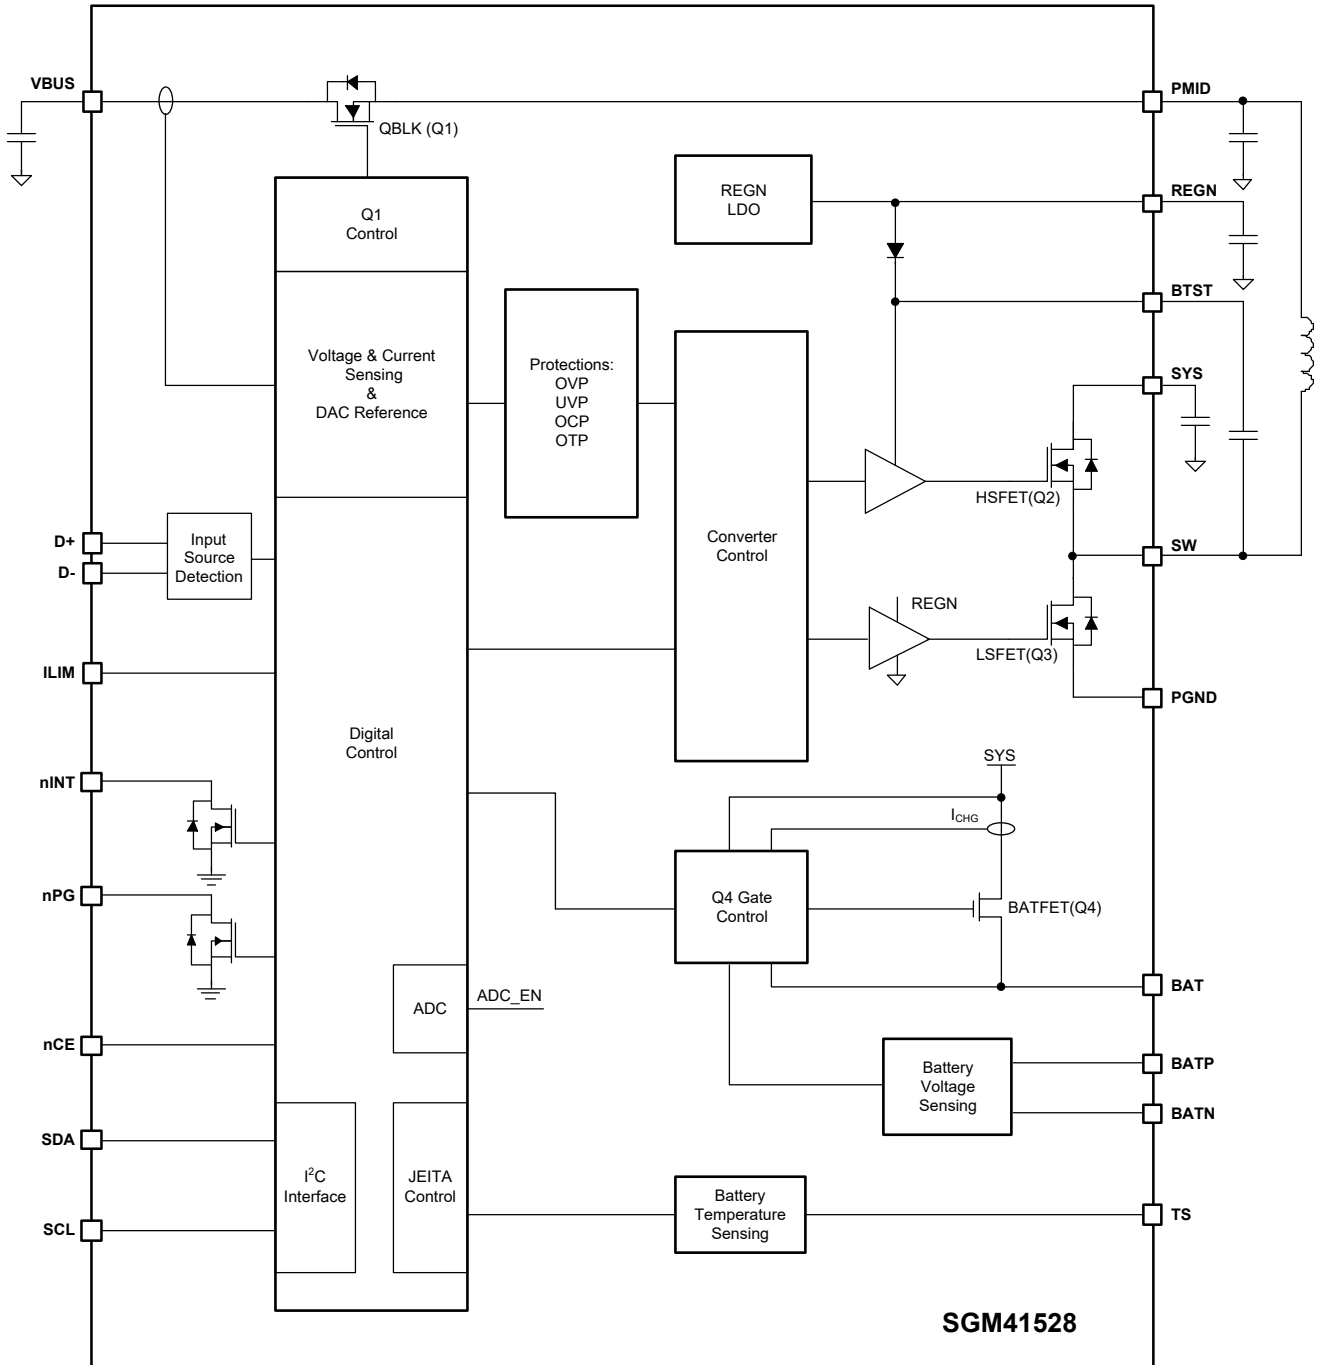 VBUS
PMID
QBLK (Q1)
REGN
LDO
REGN
Q1
Control
BTST
Voltage & Current
Sensing
&
DAC Reference
Protections:
OVP
UVP
OCP
OTP
SYS
HSFET(Q2)
D+
D-
Input
Source
Detection
Converter
Control
SW
REGN
LSFET(Q3)
ILIM
PGND
Digital
Control
nINT
SYS
ICHG
nPG
Q4 Gate
Control
BATFET(Q4)
ADC
ADC_EN
BAT
nCE
Battery
Voltage
Sensing
BATP
BATN
SDA
I2C
Interface
JEITA
Control
Battery
Temperature
Sensing
TS
SCL
SGM41528